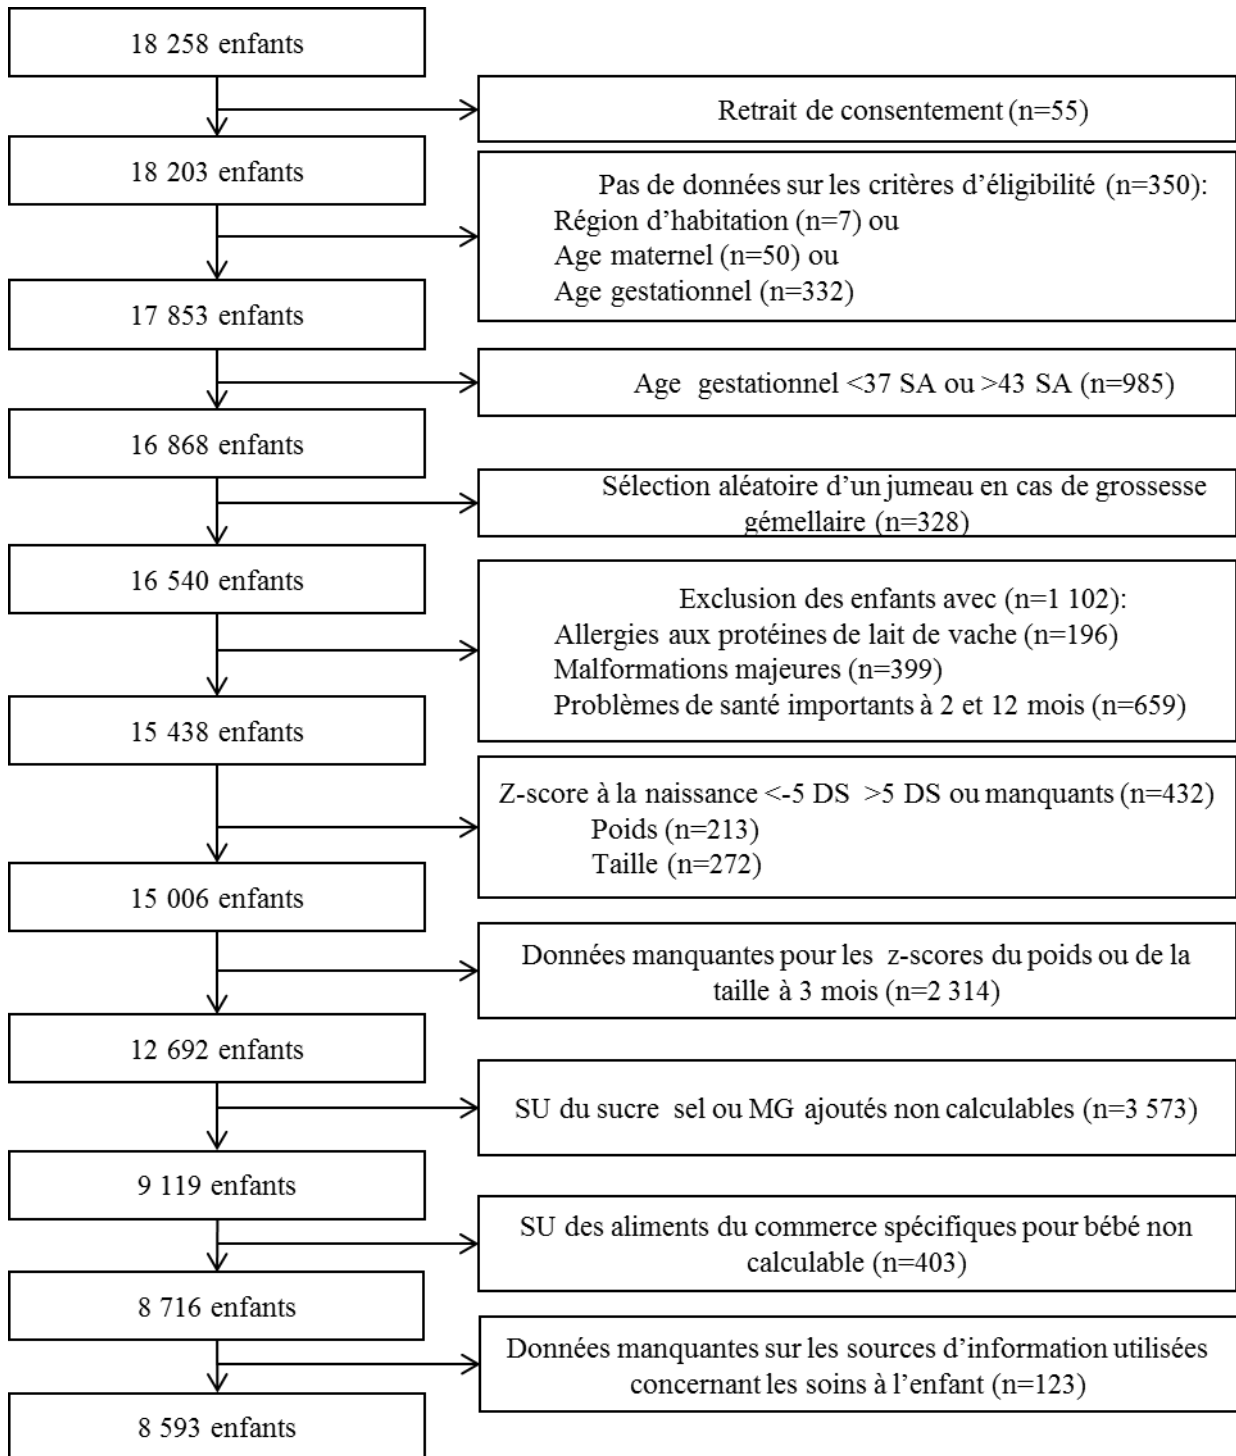 18 258 enfants
Retrait de consentement (n=55)
18 203 enfants
Pas de données sur les critères d’éligibilité (n=350):
Région d’habitation (n=7) ou
Age maternel (n=50) ou
Age gestationnel (n=332)
17 853 enfants
Age gestationnel <37 SA ou >43 SA (n=985)
16 868 enfants
Sélection aléatoire d’un jumeau en cas de grossesse
gémellaire (n=328)
16 540 enfants
Exclusion des enfants avec (n=1 102):
Allergies aux protéines de lait de vache (n=196)
Malformations majeures (n=399)
Problèmes de santé importants à 2 et 12 mois (n=659)
15 438 enfants
Z-score à la naissance <-5 DS >5 DS ou manquants (n=432)
Poids (n=213)
Taille (n=272)
15 006 enfants
Données manquantes pour les z-scores du poids ou de la
taille à 3 mois (n=2 314)
12 692 enfants
SU du sucre sel ou MG ajoutés non calculables (n=3 573)
9 119 enfants
SU des aliments du commerce spécifiques pour bébé non
calculable (n=403)
8 716 enfants
Données manquantes sur les sources d’information utilisées
concernant les soins à l’enfant (n=123)
8 593 enfants